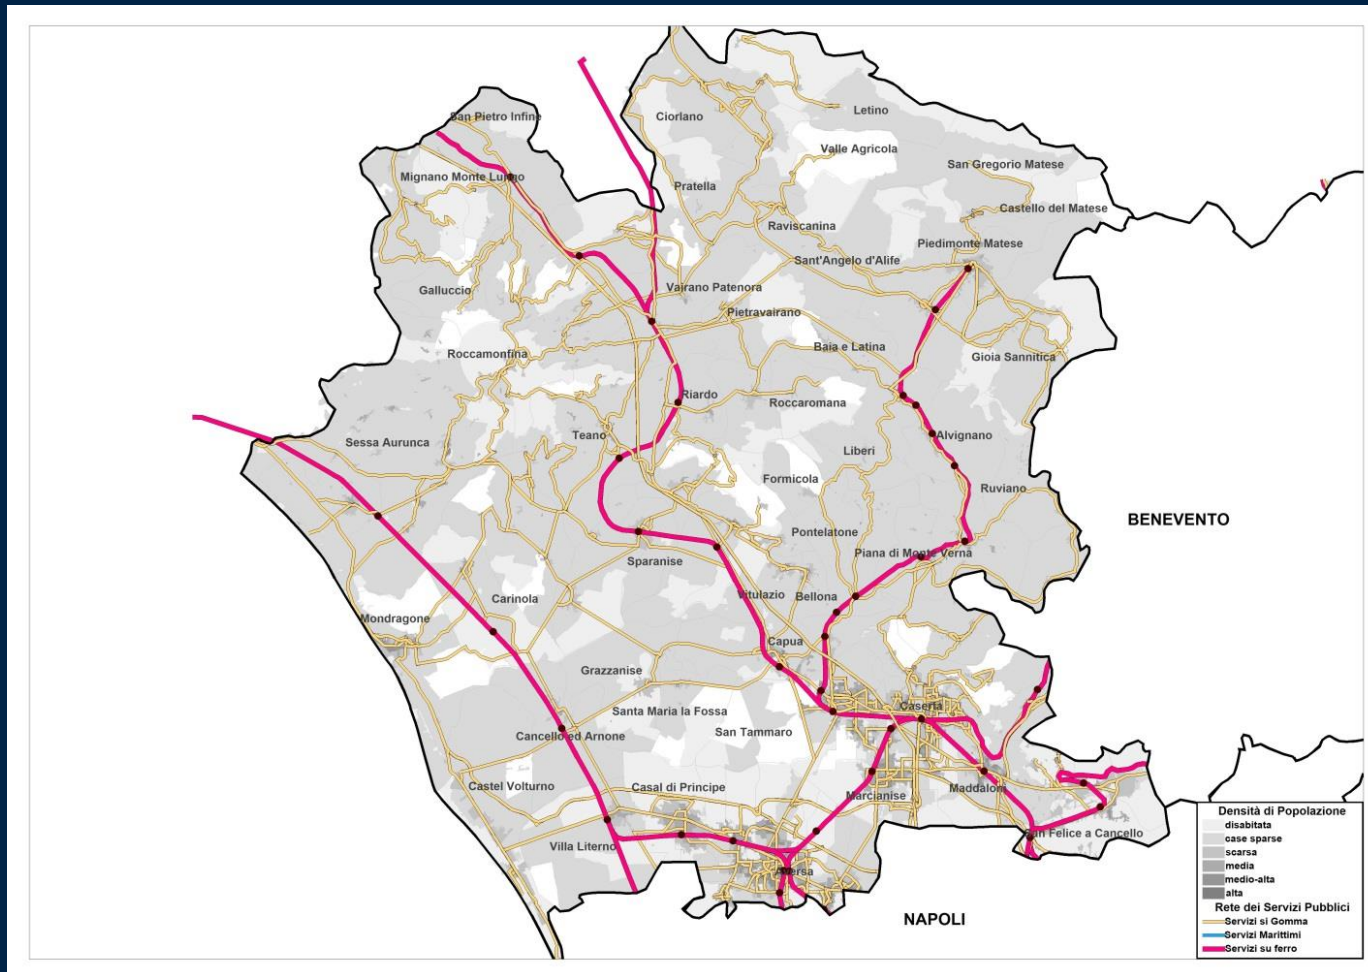 San Pietro Infine
Ciorlano
Letino
Valle Agricola
San Gregorio Matese
Mignano Monte Lungo
Pratella
Castello del Matese
Raviscanina
Piedimonte Matese
Sant'Angelo d'Alife
Galluccio
Vairano Patenora
Pietravairano
Roccamonfina
Baia e Latina
Gioia Sannitica
Riardo
Roccaromana
Sessa Aurunca
Teano
Alvignano
Liberi
Formicola
Ruviano
BENEVENTO
Pontelatone
Sparanise
Piana di Monte Verna
Carinola
Vitulazio
Bellona
Mondragone
Capua
Grazzanise
Santa Maria la Fossa
Caserta
San Tammaro
Cancello ed Arnone
Castel Volturno
Casal di Principe
Marcianise
Maddaloni
San Felice a Cancello
Villa Literno
Aversa
NAPOLI
Densità di Popolazione
disabitata
case sparse
scarsa
media
medio-alta
alta
Rete dei Servizi Pubblici
Servizi si Gomma
Servizi Marittimi
Servizi su ferro